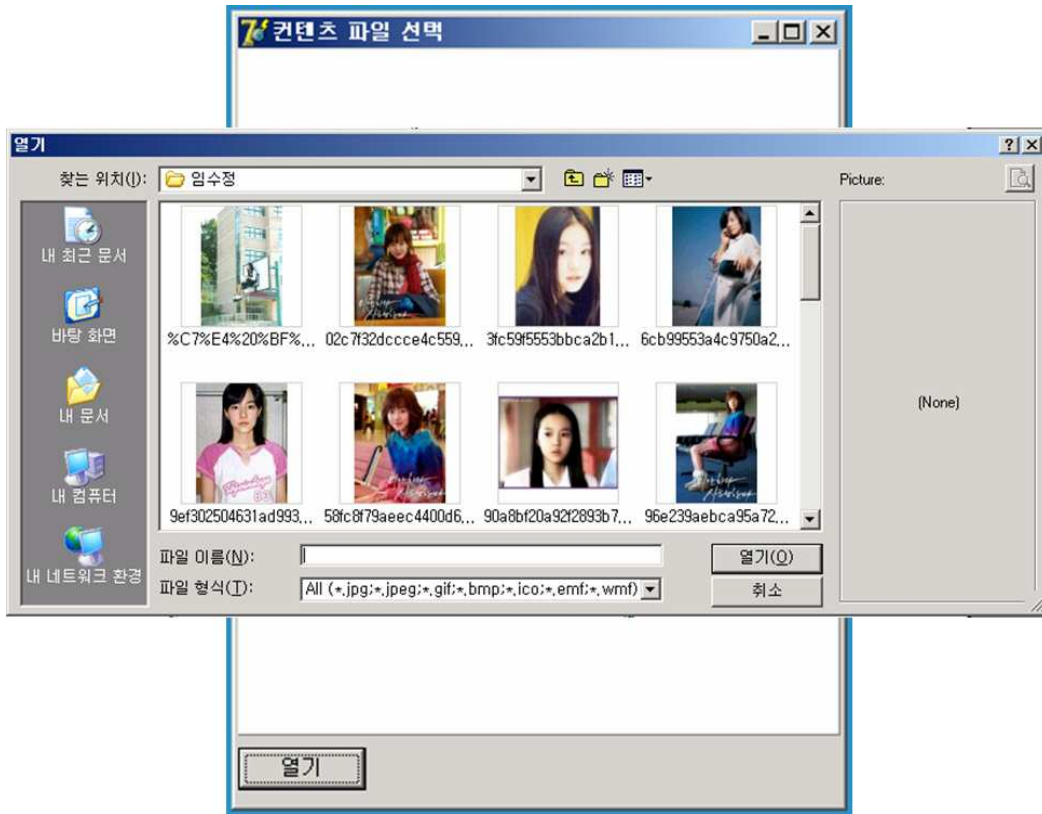 컨텐츠 파일 선택
열기
찾는 위치(I):
임수정
Picture:
내 최근 문서
바탕 화면
내 문서
내 컴퓨터
내 네트워크 환경
%C7%E4%20%BF%...
02c7f32dccce4c559...
3fc59f5553bbca2b1...
6cb99553a4c9750a2...
9ef302504631ad993...
58fc8f79aeec4400d6...
90a8bf20a92f2893b7...
96e239aebca95a72...
(None)
파일 이름(N):
열기(O)
파일 형식(T):
All (*.jpg;*.jpeg;*.gif;*.bmp;*.ico;*.emf;*.wmf)
취소
열기